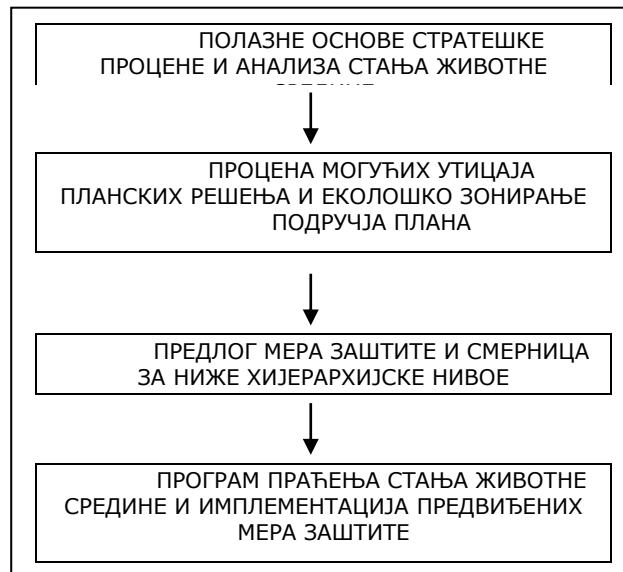 ПОЛАЗНЕ ОСНОВЕ СТРАТЕШКЕ
ПРОЦЕНЕ И АНАЛИЗА СТАЊА ЖИВОТНЕ
ПРОЦЕНА МОГУЋИХ УТИЦАЈА
ПЛАНСКИХ РЕШЕЊА И ЕКОЛОШКО ЗОНИРАЊЕ
ПОДРУЧЈА ПЛАНА
ПРЕДЛОГ МЕРА ЗАШТИТЕ И СМЕРНИЦА
ЗА НИЖЕ ХИЈЕРАРХИЈСКЕ НИВОЕ
ПРОГРАМ ПРАЋЕЊА СТАЊА ЖИВОТНЕ
СРЕДИНЕ И ИМПЛЕМЕНТАЦИЈА ПРЕДВИЂЕНИХ
МЕРА ЗАШТИТЕ